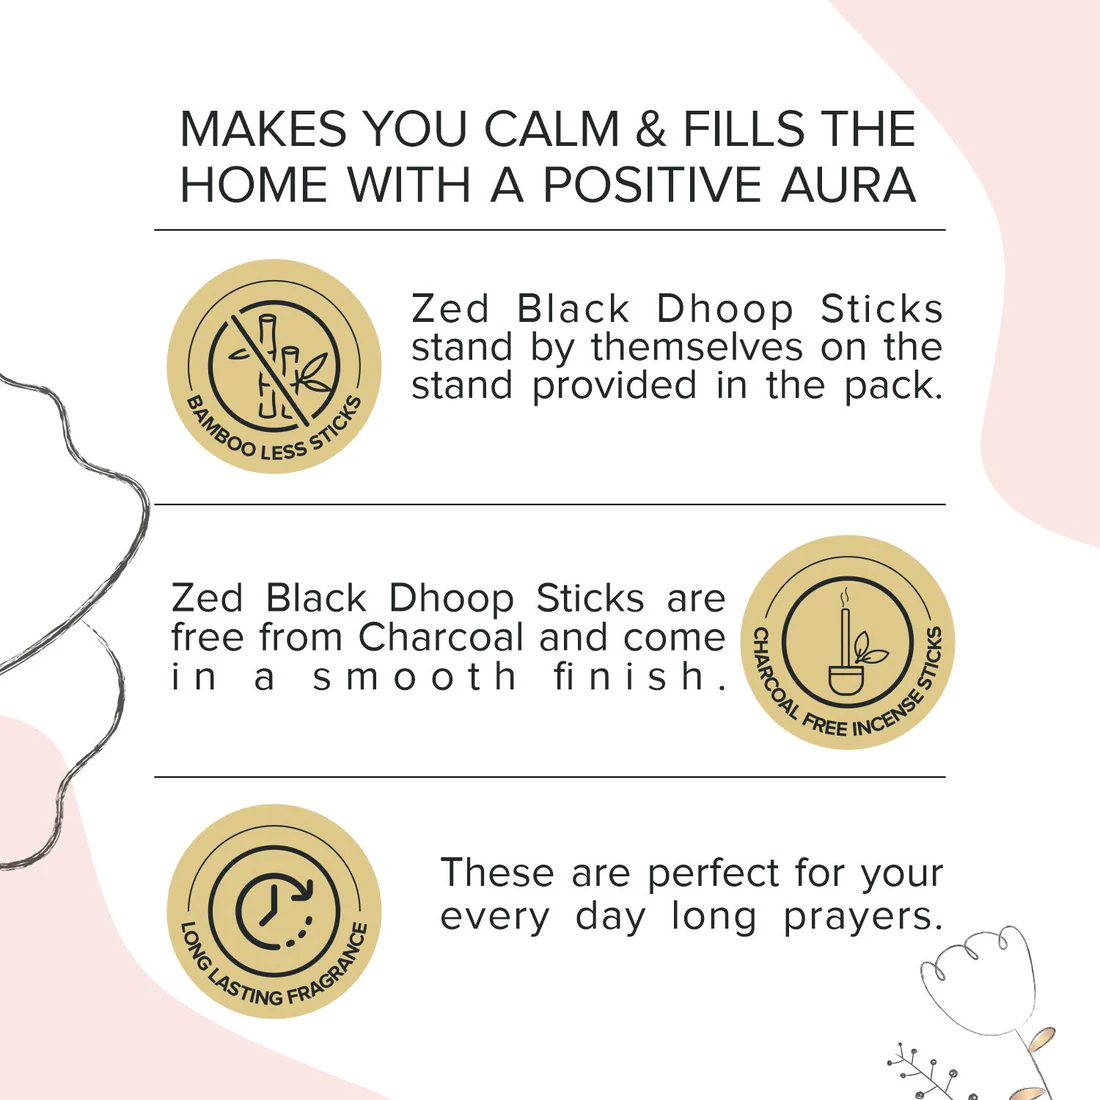 MAKES YOU CALM & FILLS THE
HOME WITH A POSITIVE AURA
BAMBOO LESS STICKS
Zed Black Dhoop Sticks
stand by themselves on the
stand provided in the pack.
Zed Black Dhoop Sticks are
free from Charcoal and come
in a smooth finish.
CHARCOAL FREE INCENSE STICKS
LONG LASTING FRAGRANCE
These are perfect for your
every day long prayers.